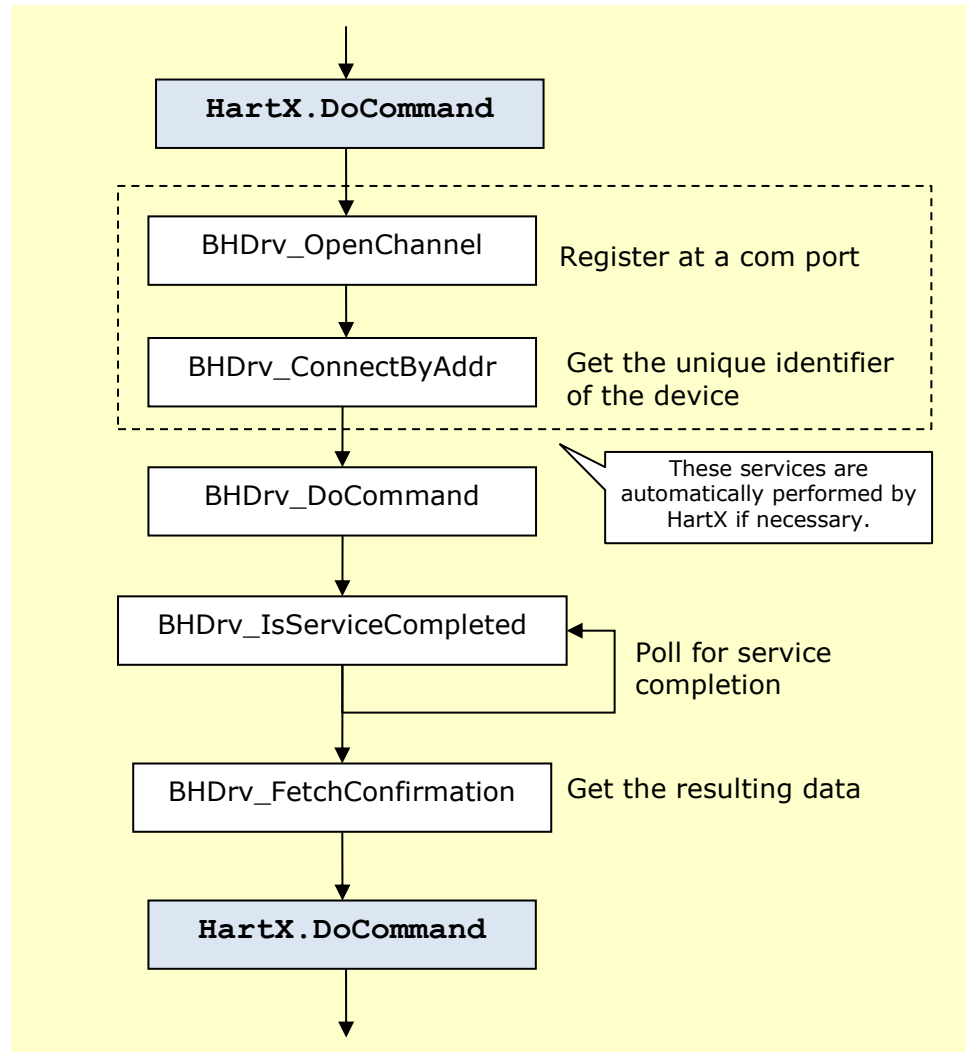 HartX.DoCommand
BHDrv_OpenChannel
Register at a com port
BHDrv_ConnectByAddr
Get the unique identifier
of the device
These services are
automatically performed by
HartX if necessary.
BHDrv_DoCommand
BHDrv_IsServiceCompleted
Poll for service
completion
BHDrv_FetchConfirmation
Get the resulting data
HartX.DoCommand